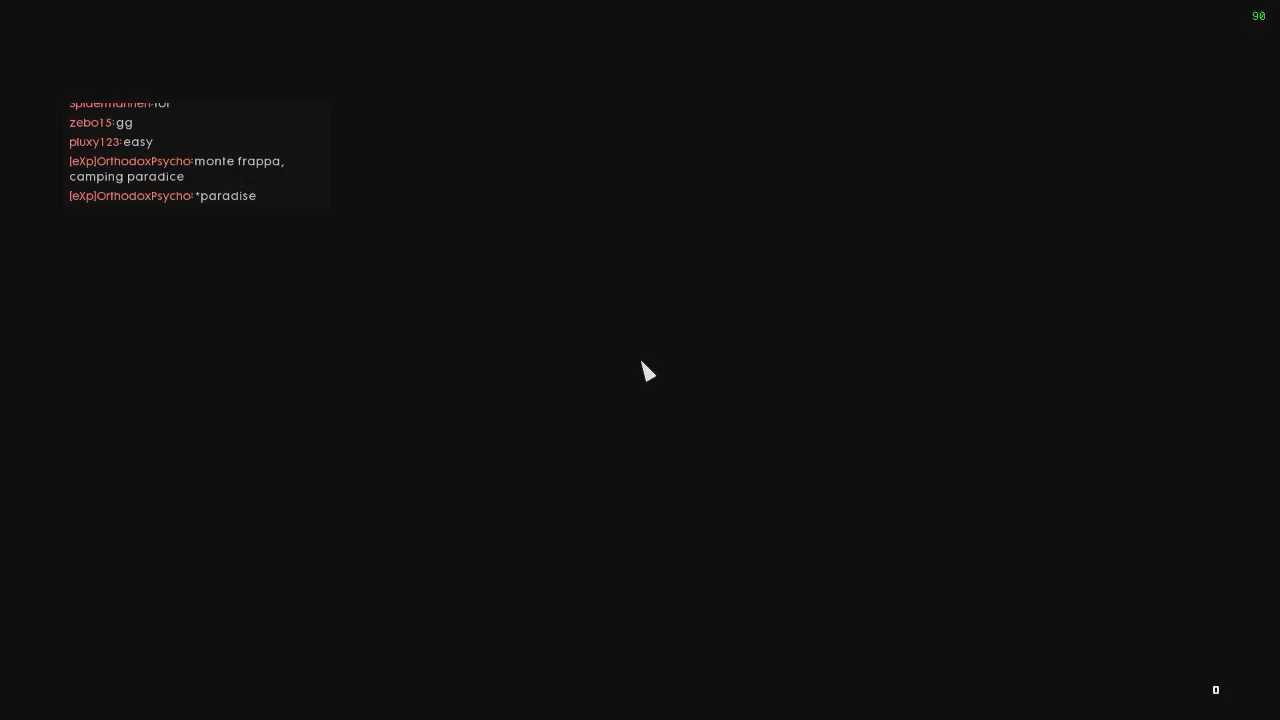 90
zebo15:gg
pluxy123:easy
[eXp]OrthodoxPsycho:monte frappa,
camping paradice
[eXp]OrthodoxPsycho:*paradise
0